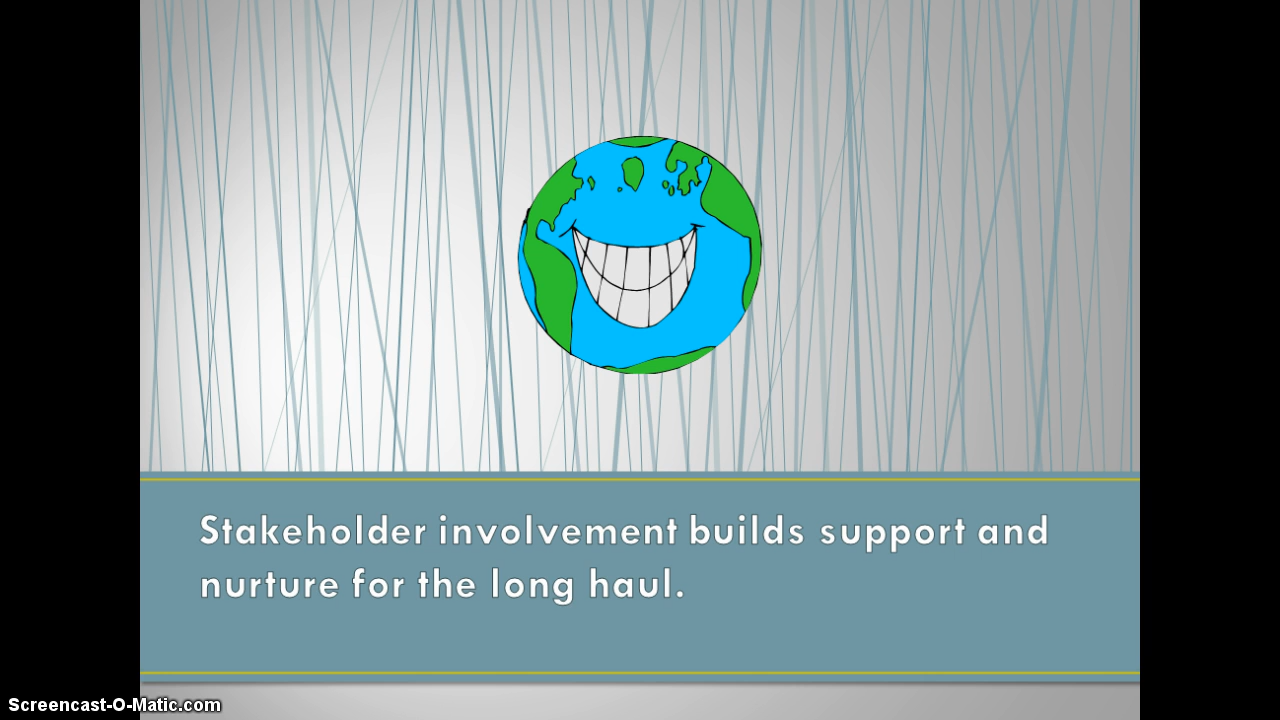 Stakeholder involvement builds support and
nurture for the long haul.
Screencast-O-Matic.com